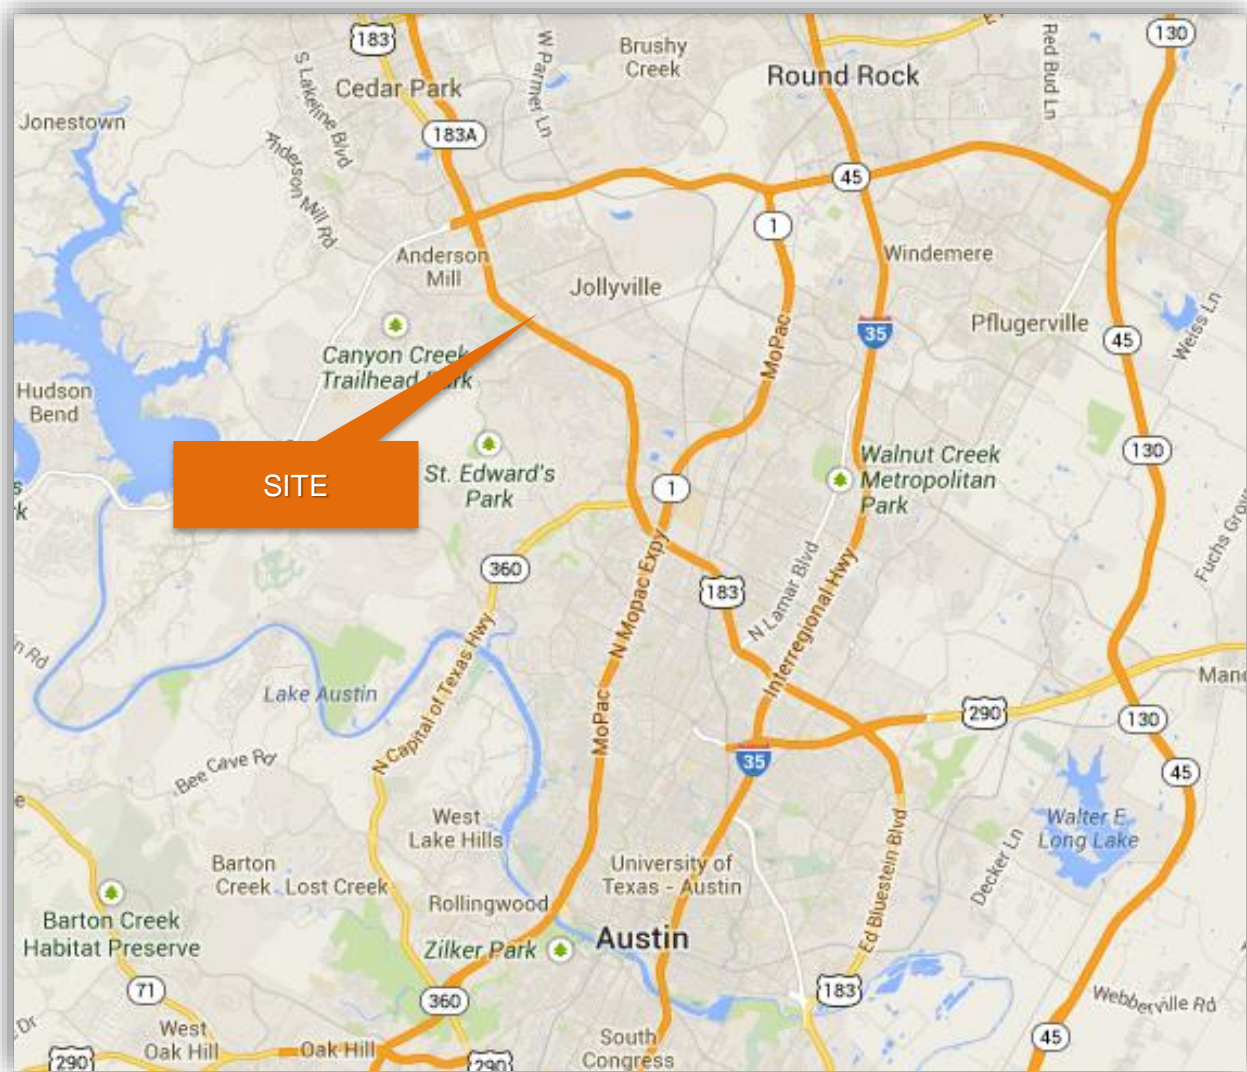 183
Brushy
Creek
130
Red Bud Ln
W Parmer Ln
S Lakeline Blvd
Cedar Park
Round Rock
Jonestown
183A
Anderson Mill Rd
45
1
Anderson
Mill
Windemere
Jollyville
Pflugerville
35
45
Weiss Ln
MoPac
Canyon Creek
Trailhead
Hudson
Bend
SITE
St. Edward's
Park
1
Walnut Creek
Metropolitan
Park
130
360
183
N Lamar Blvd
Interregional Hwy
N Mopac Expy
N Capital of Texas Hwy
Lake Austin
MoPac
290
130
Bee Cave Rd
35
45
West
Lake Hills
Walter E
Long Lake
Decker Ln
Ed Bluestein Blvd
Barton
Creek
Lost Creek
University of
Texas - Austin
Rollingwood
Barton Creek
Habitat Preserve
Zilker Park
Austin
71
360
183
Webberville Rd
West
Oak Hill
Oak Hill
South
Congress
45
290
290